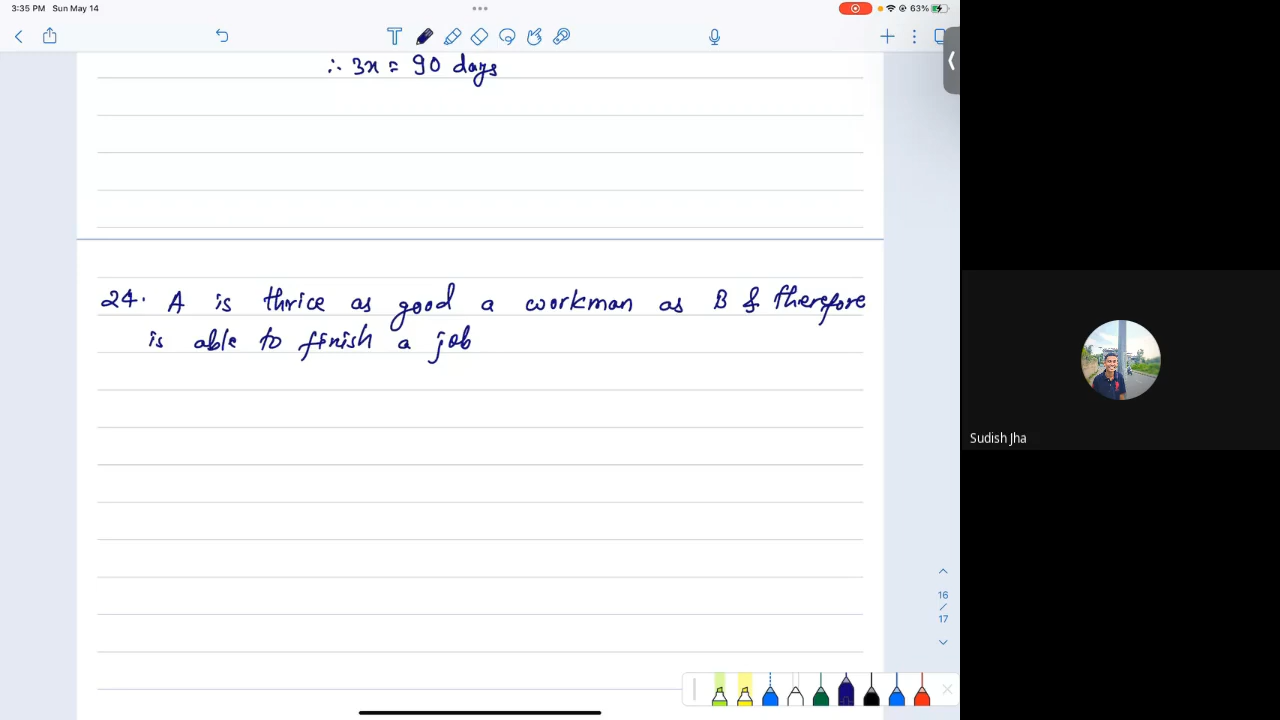 3:35 PM Sun May 14
63%
∴ 3x = 90 days
24. A is thrice as good a workman as B & therefore
is able to finish a job
Sudish Jha
16
/
17